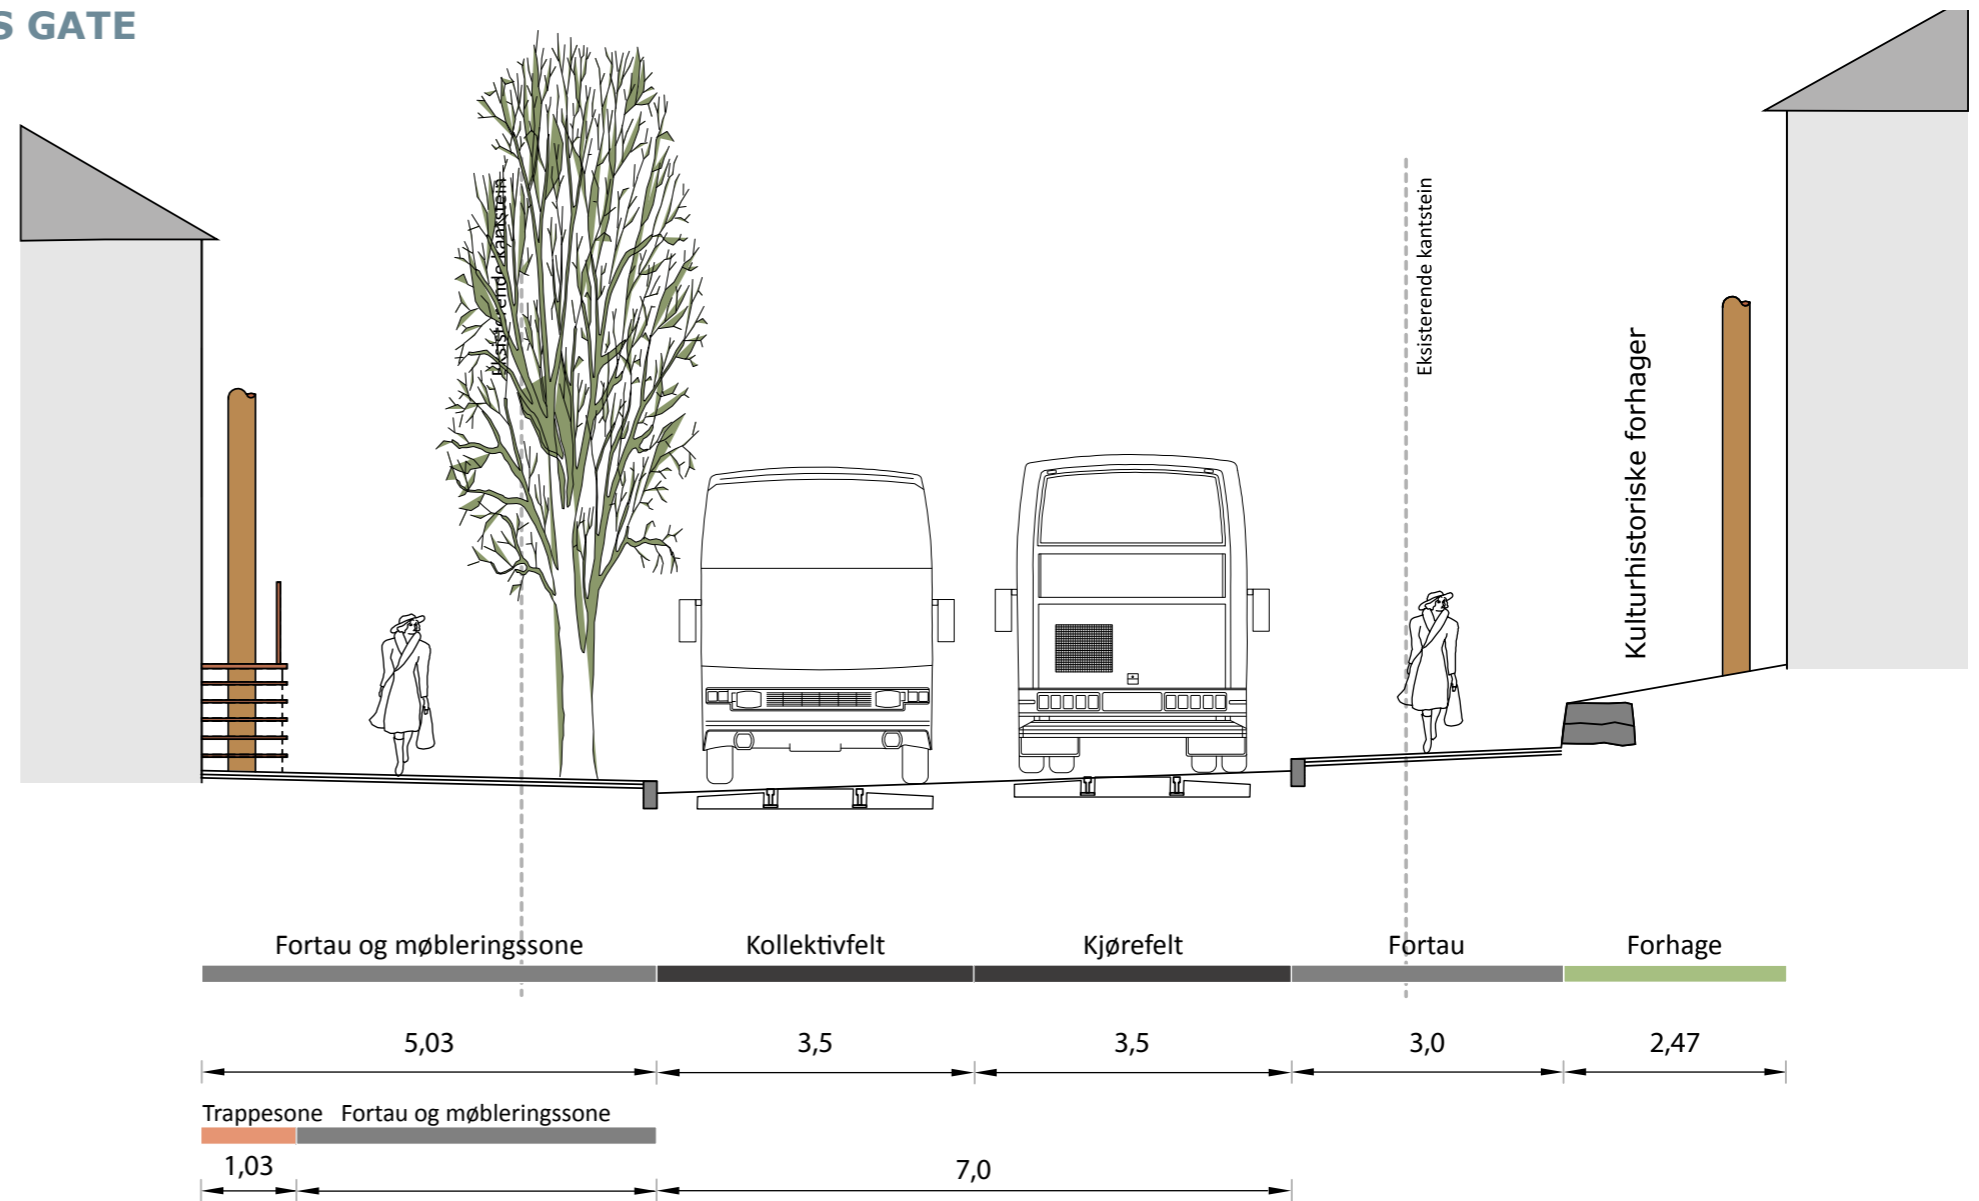 S GATE
Eksisterende kantstein
Eksisterende kantstein
Kulturhistoriske forhager
Fortau og møbleringssone
Kollektivfelt
Kjørefelt
Fortau
Forhage
5,03
3,5
3,5
3,0
2,47
Trappesone
Fortau og møbleringssone
1,03
7,0